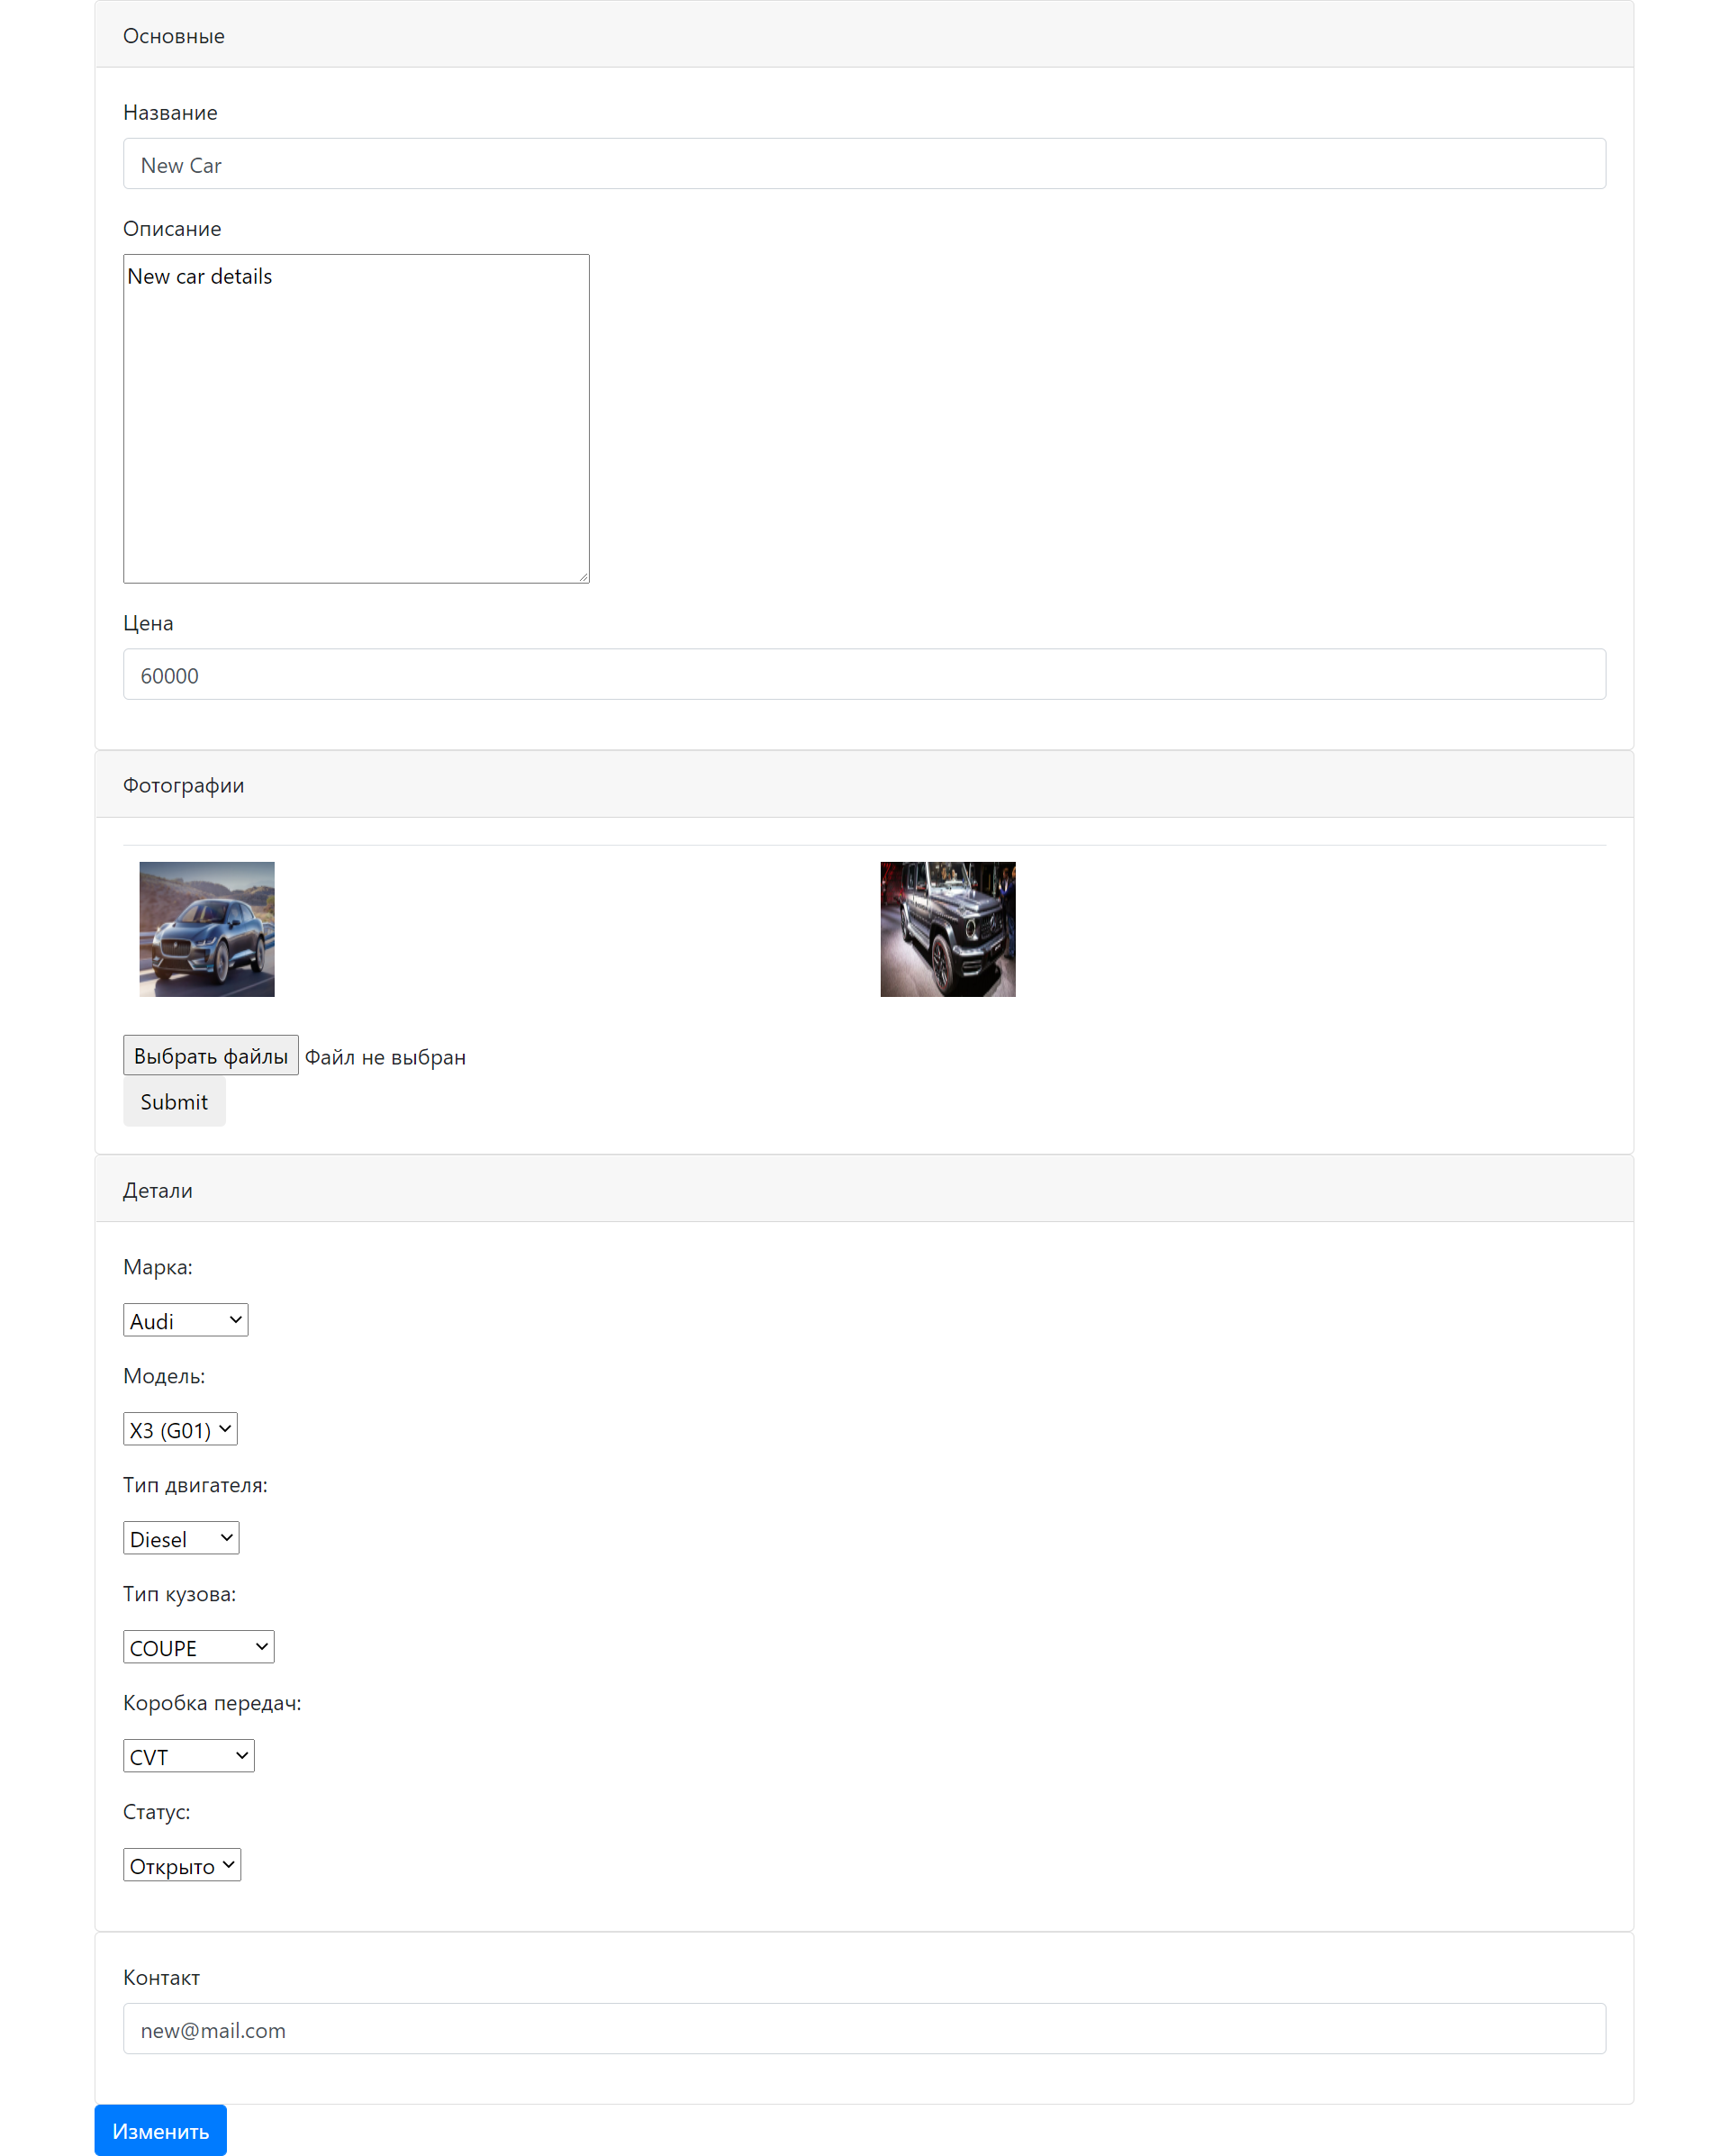 Основные
Название
New Car
Описание
New car details
Цена
60000
Фотографии
Выбрать файлы Файл не выбран
Submit
Детали
Марка:
Audi
Модель:
X3 (G01)
Тип двигателя:
Diesel
Тип кузова:
COUPE
Коробка передач:
CVT
Статус:
Открыто
Контакт
new@mail.com
Изменить